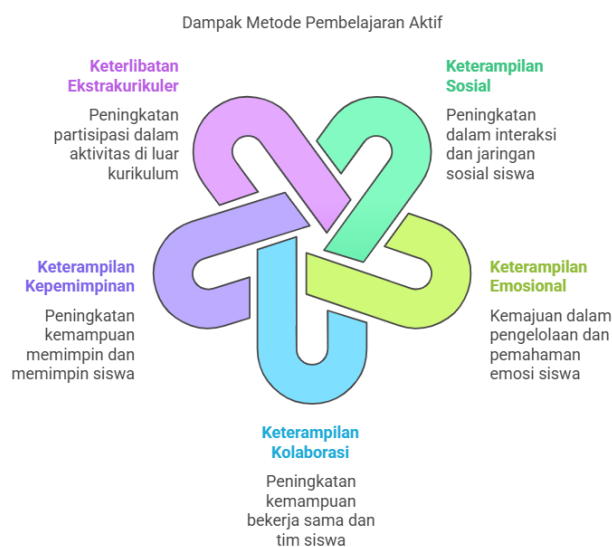 Dampak Metode Pembelajaran Aktif
Keterlibatan
Ekstrakurikuler
Peningkatan
partisipasi dalam
aktivitas di luar
kurikulum
Keterampilan
Sosial
Peningkatan
dalam interaksi
dan jaringan
sosial siswa
Keterampilan
Kepemimpinan
Peningkatan
kemampuan
memimpin dan
memimpin siswa
Keterampilan
Emosional
Kemajuan dalam
pengelolaan dan
pemahaman
emosi siswa
Keterampilan
Kolaborasi
Peningkatan
kemampuan
bekerja sama dan
tim siswa